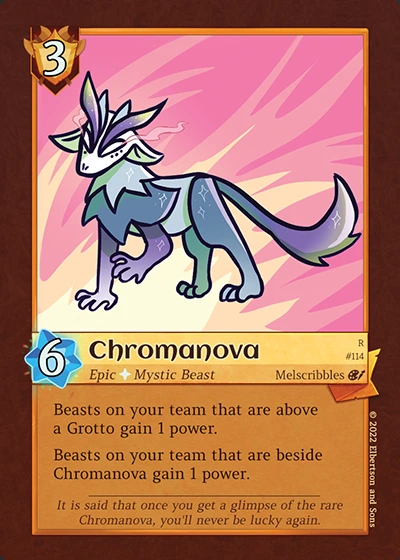 3
6
Chromanova
R
#114
Epic Mystic Beast
Melscribbles
Beasts on your team that are above
a Grotto gain 1 power.
Beasts on your team that are beside
Chromanova gain 1 power.
It is said that once you get a glimpse of the rare
Chromanova, you'll never be lucky again.
© 2022 Elbertson and Sons